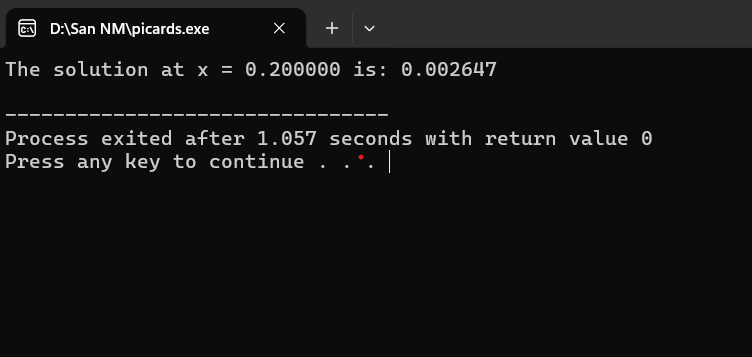 D:\San NM\picards.exe
The solution at x = 0.200000 is: 0.002647
--------------------------------
Process exited after 1.057 seconds with return value 0
Press any key to continue . . .